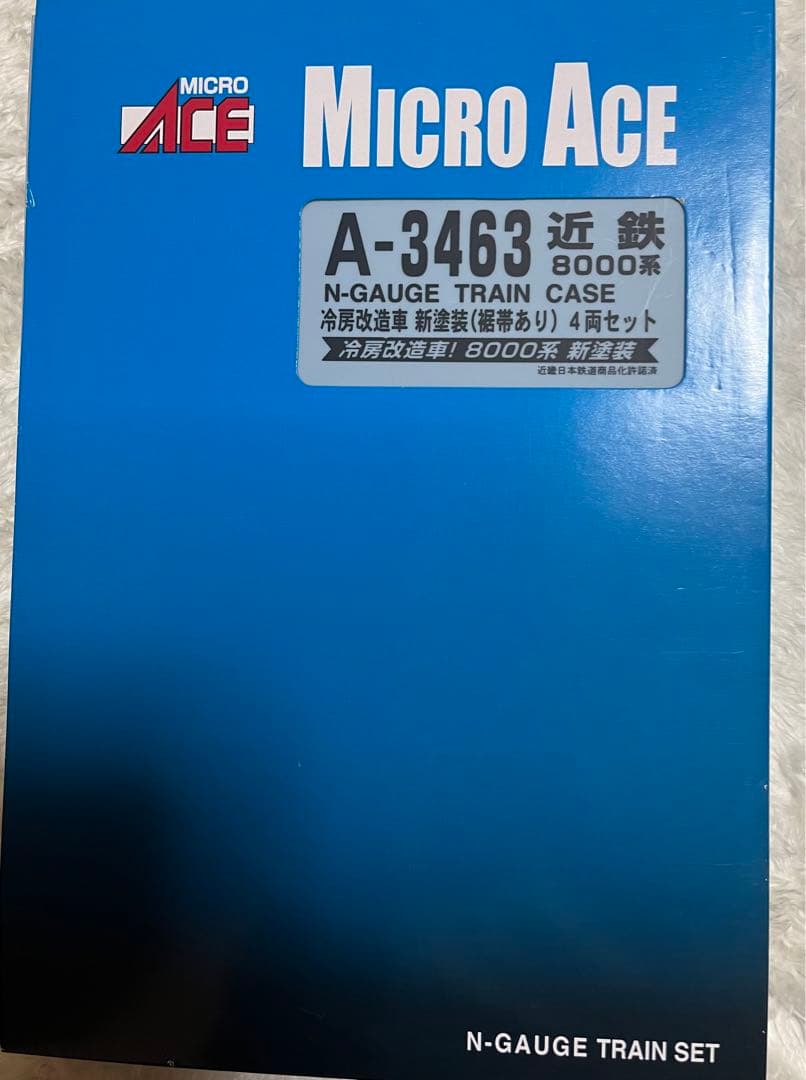 MICRO
ACE
MICRO ACE
A-3463 近鉄
8000系
N-GAUGE TRAIN CASE
冷房改造車 新塗装(裾帯あり) 4両セット
冷房改造車! 8000系 新塗装
近畿日本鉄道商品化許諾済
N-GAUGE TRAIN SET